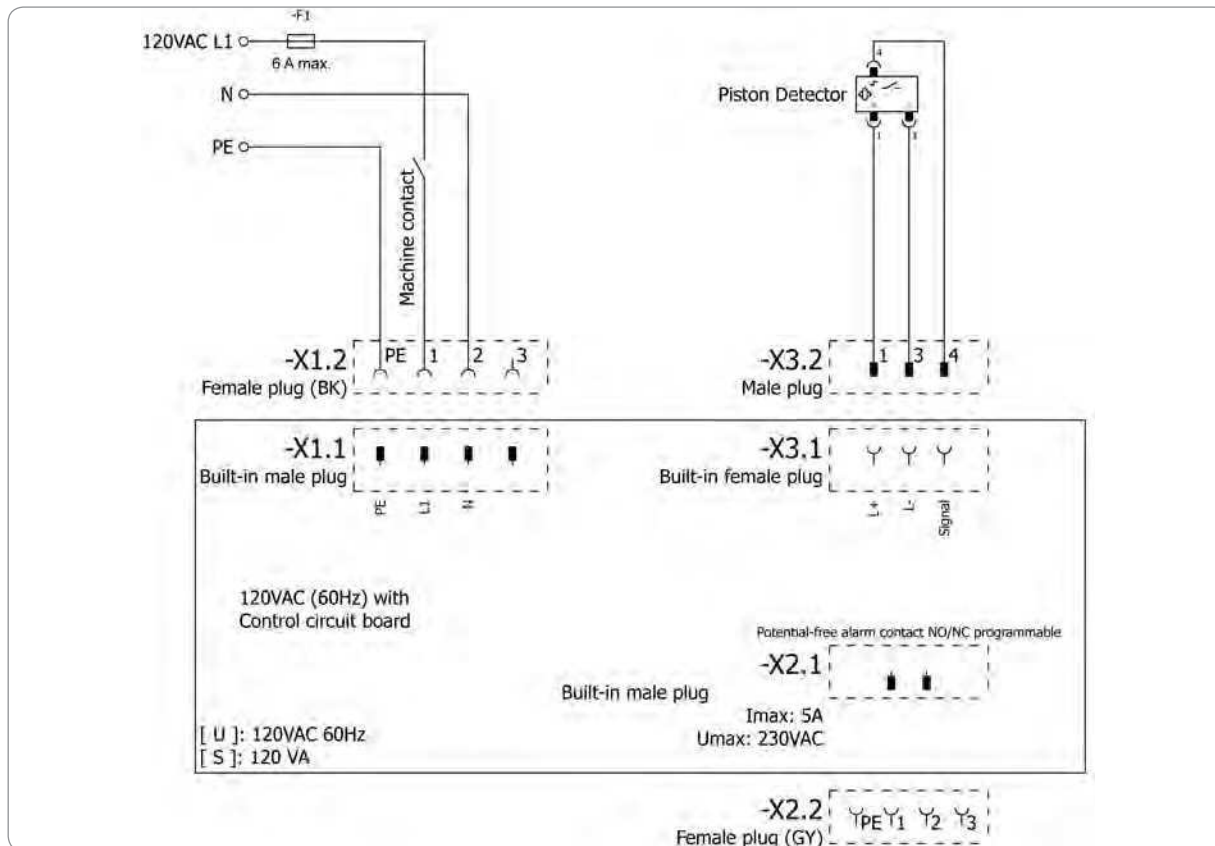 -F1
120VAC L1
6 A max.
N
PE
Machine contact
-X1.2
PE 1 2 3
Female plug (BK)
-X1.1
Built-in male plug
PE
L1
N
4
Piston Detector
1
3
-X3.2
1 3 4
Male plug
-X3.1
Built-in female plug
L+
L-
Signal
120VAC (60Hz) with
Control circuit board
Potential-free alarm contact NO/NC programmable
-X2.1
Built-in male plug
Imax: 5A
Umax: 230VAC
[ U ]: 120VAC 60Hz
[ S ]: 120 VA
-X2.2
PE 1 2 3
Female plug (GY)